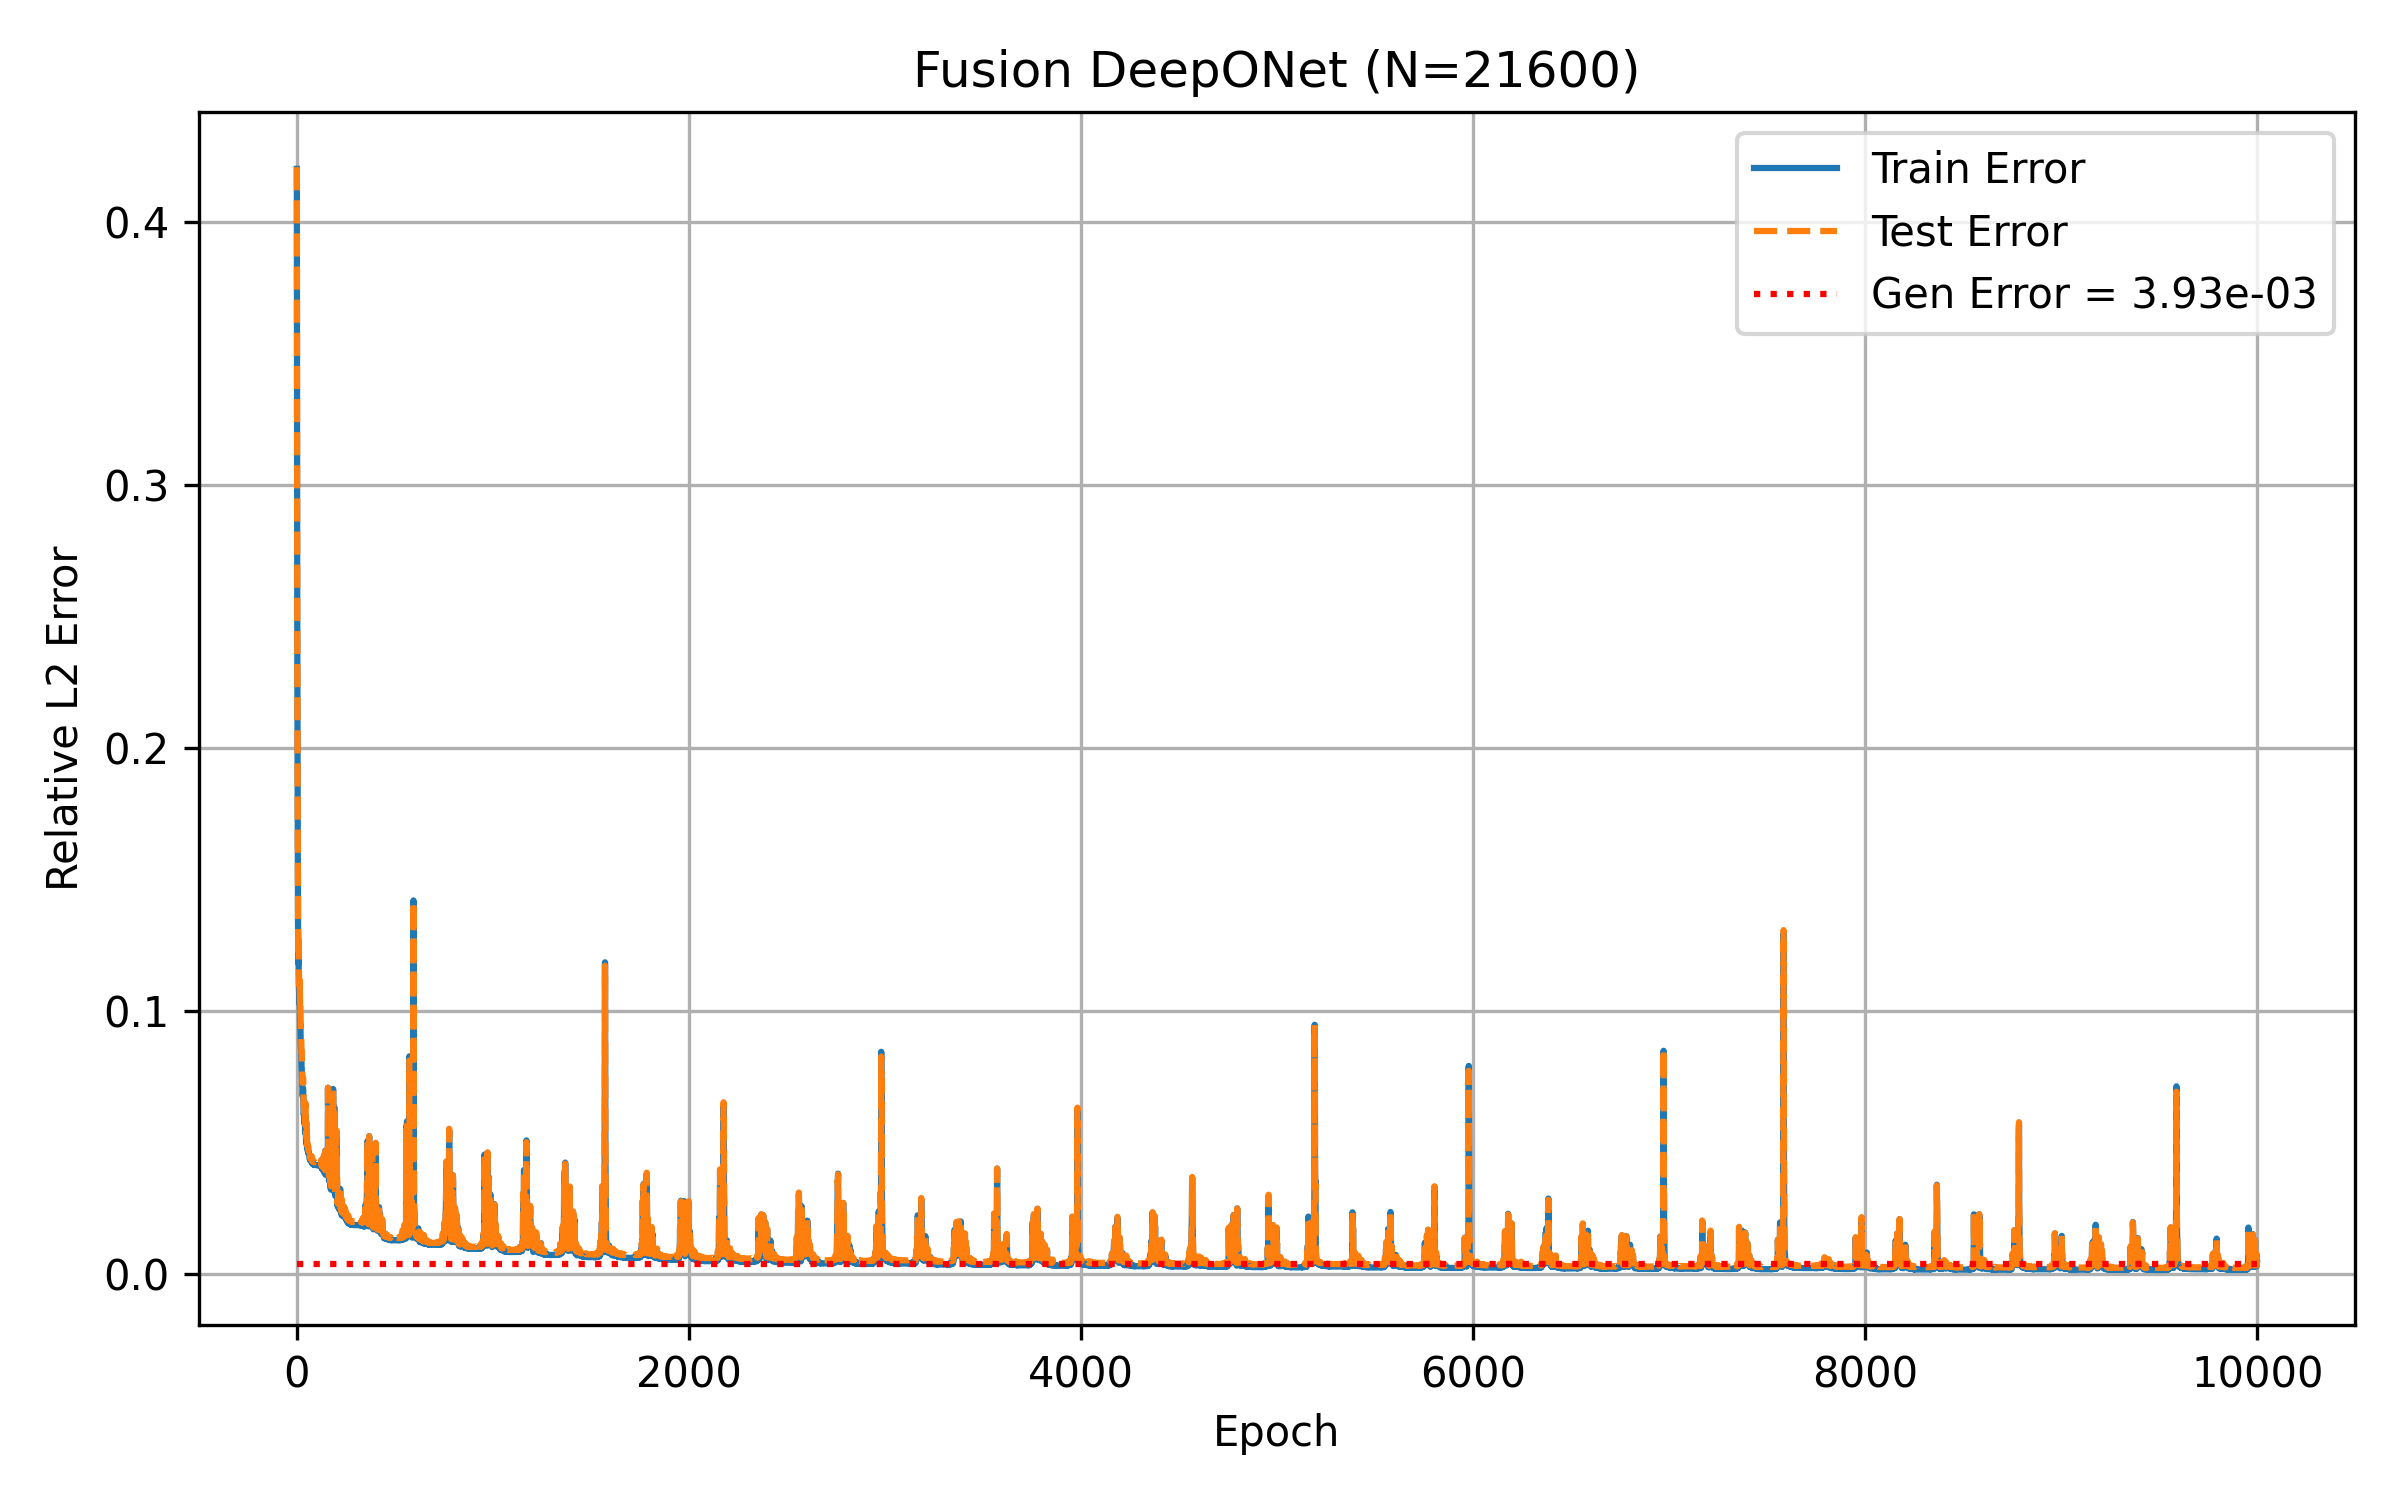 Fusion DeepONet (N=21600)
Train Error
Test Error
Gen Error = 3.93e-03
Relative L2 Error
0.4
0.3
0.2
0.1
0.0
0 2000 4000 6000 8000 10000
Epoch